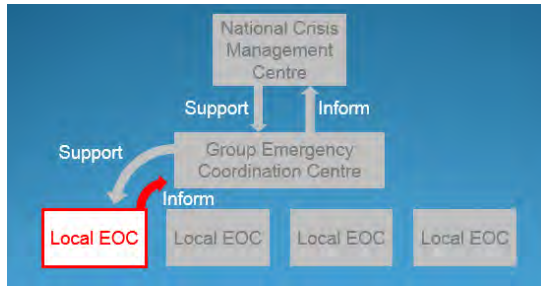 National Crisis
Management
Centre
Support
Inform
Support
Group Emergency
Coordination Centre
Inform
Local EOC
Local EOC
Local EOC
Local EOC